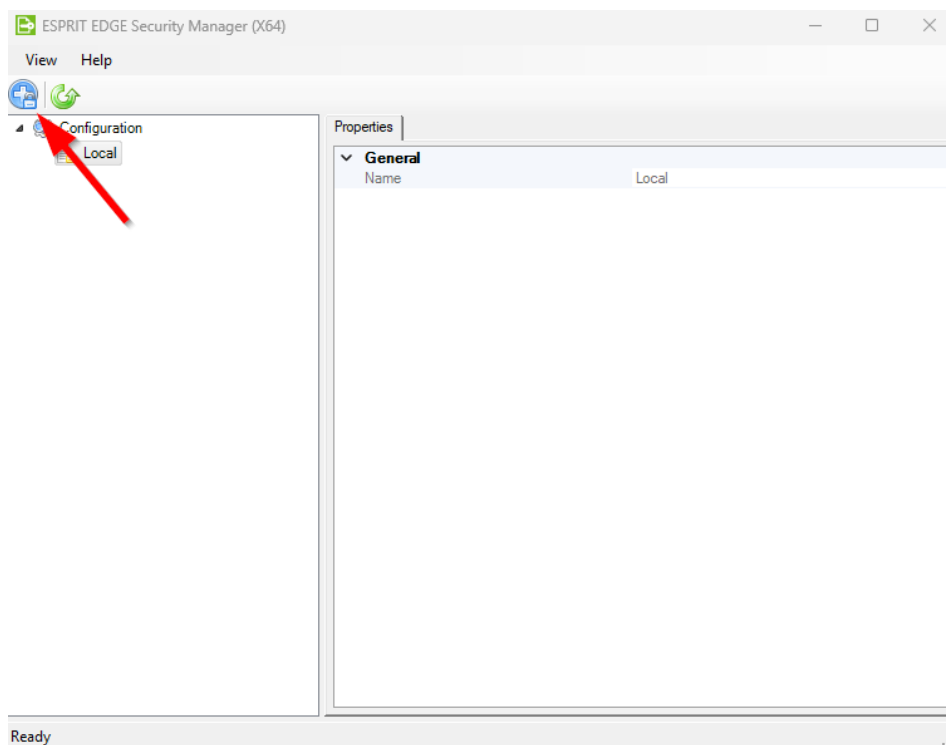 ESPRIT EDGE Security Manager (X64)
View Help
Configuration
Local
Properties
General
Name Local
Ready